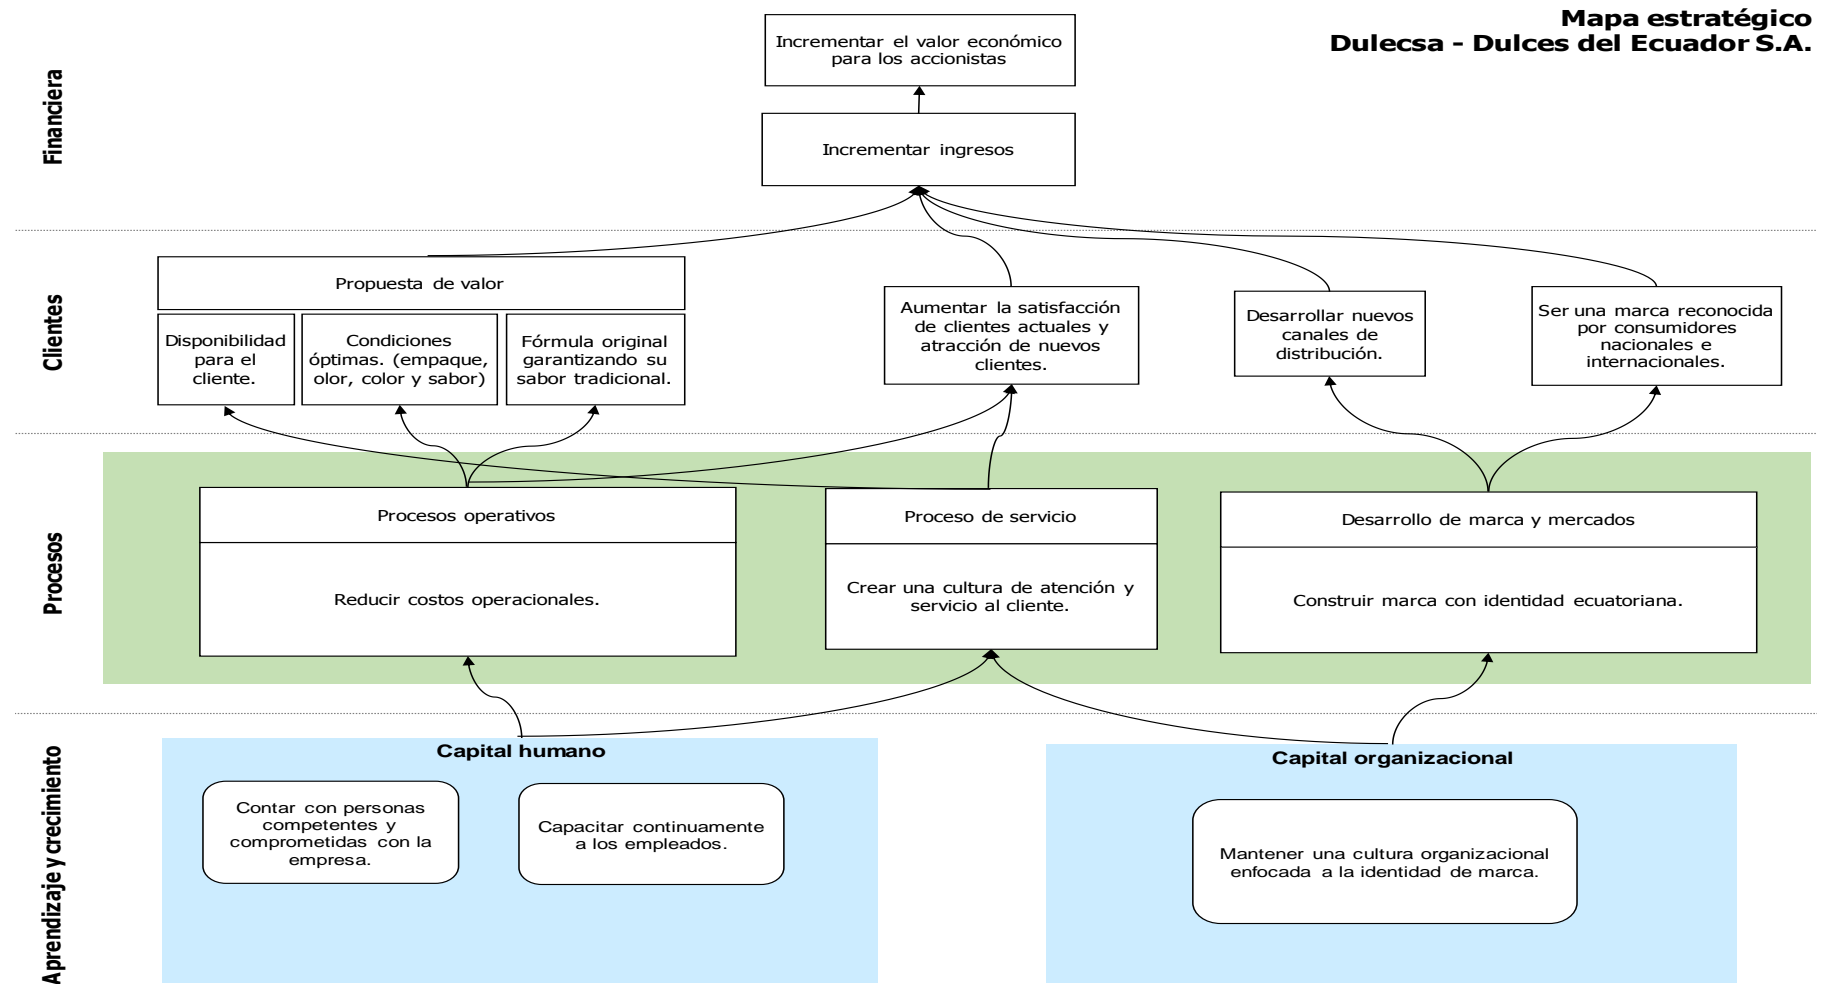 Mapa estratégico
Dulecsa - Dulces del Ecuador S.A.
Financiera
Incrementar el valor económico
para los accionistas
Incrementar ingresos
Clientes
Propuesta de valor
Disponibilidad
para el
cliente.
Condiciones
óptimas. (empaque,
olor, color y sabor)
Fórmula original
garantizando su
sabor tradicional.
Aumentar la satisfacción
de clientes actuales y
atracción de nuevos
clientes.
Desarrollar nuevos
canales de
distribución.
Ser una marca reconocida
por consumidores
nacionales e
internacionales.
Procesos
Procesos operativos
Reducir costos operacionales.
Proceso de servicio
Crear una cultura de atención y
servicio al cliente.
Desarrollo de marca y mercados
Construir marca con identidad ecuatoriana.
Aprendizaje y crecimiento
Capital humano
Contar con personas
competentes y
comprometidas con la
empresa.
Capacitar continuamente
a los empleados.
Capital organizacional
Mantener una cultura organizacional
enfocada a la identidad de marca.